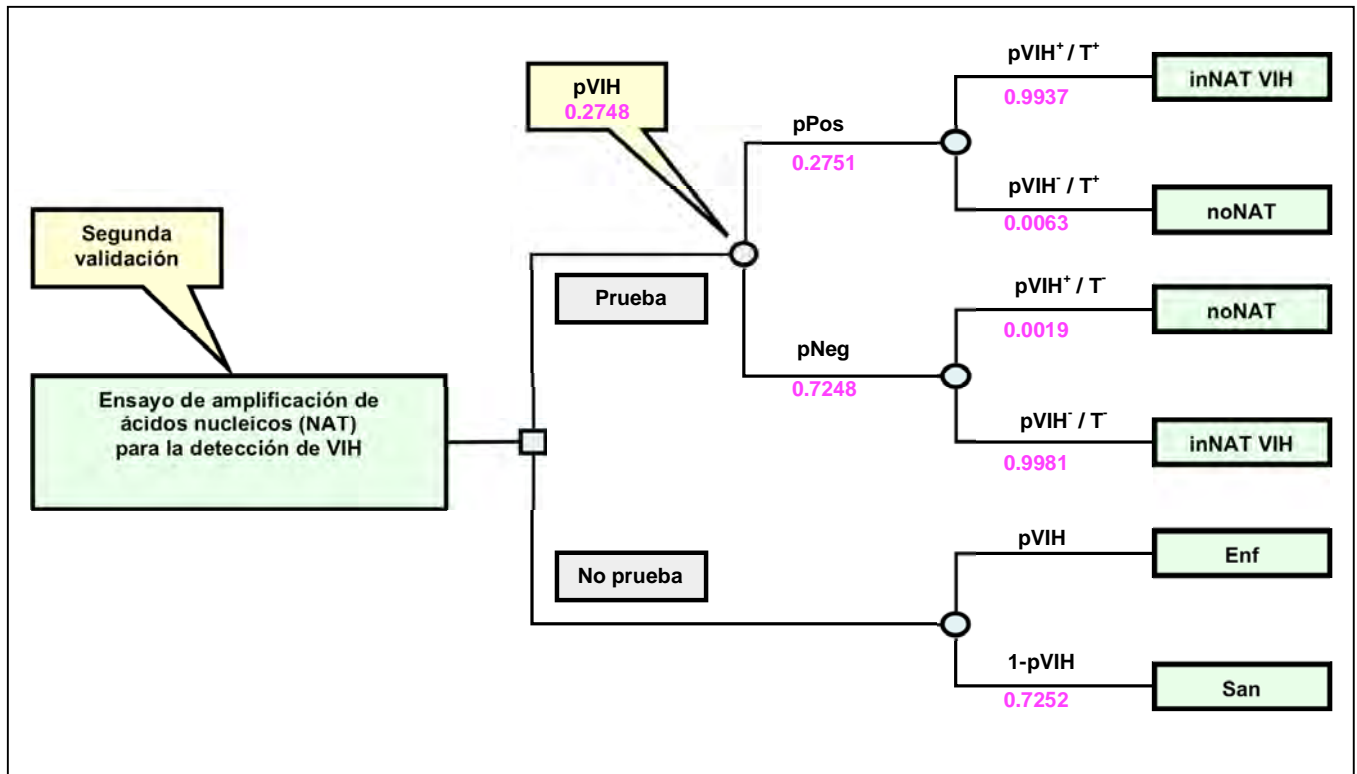 pVIH
0.2748
pPos
0.2751
pVIH⁺ / T⁺
0.9937
inNAT VIH
pVIH⁻ / T⁺
0.0063
noNAT
Segunda
validación
Prueba
pVIH⁺ / T⁻
0.0019
noNAT
pNeg
0.7248
pVIH⁻ / T⁻
0.9981
inNAT VIH
Ensayo de amplificación de
ácidos nucleicos (NAT)
para la detección de VIH
No prueba
pVIH
Enf
1-pVIH
0.7252
San